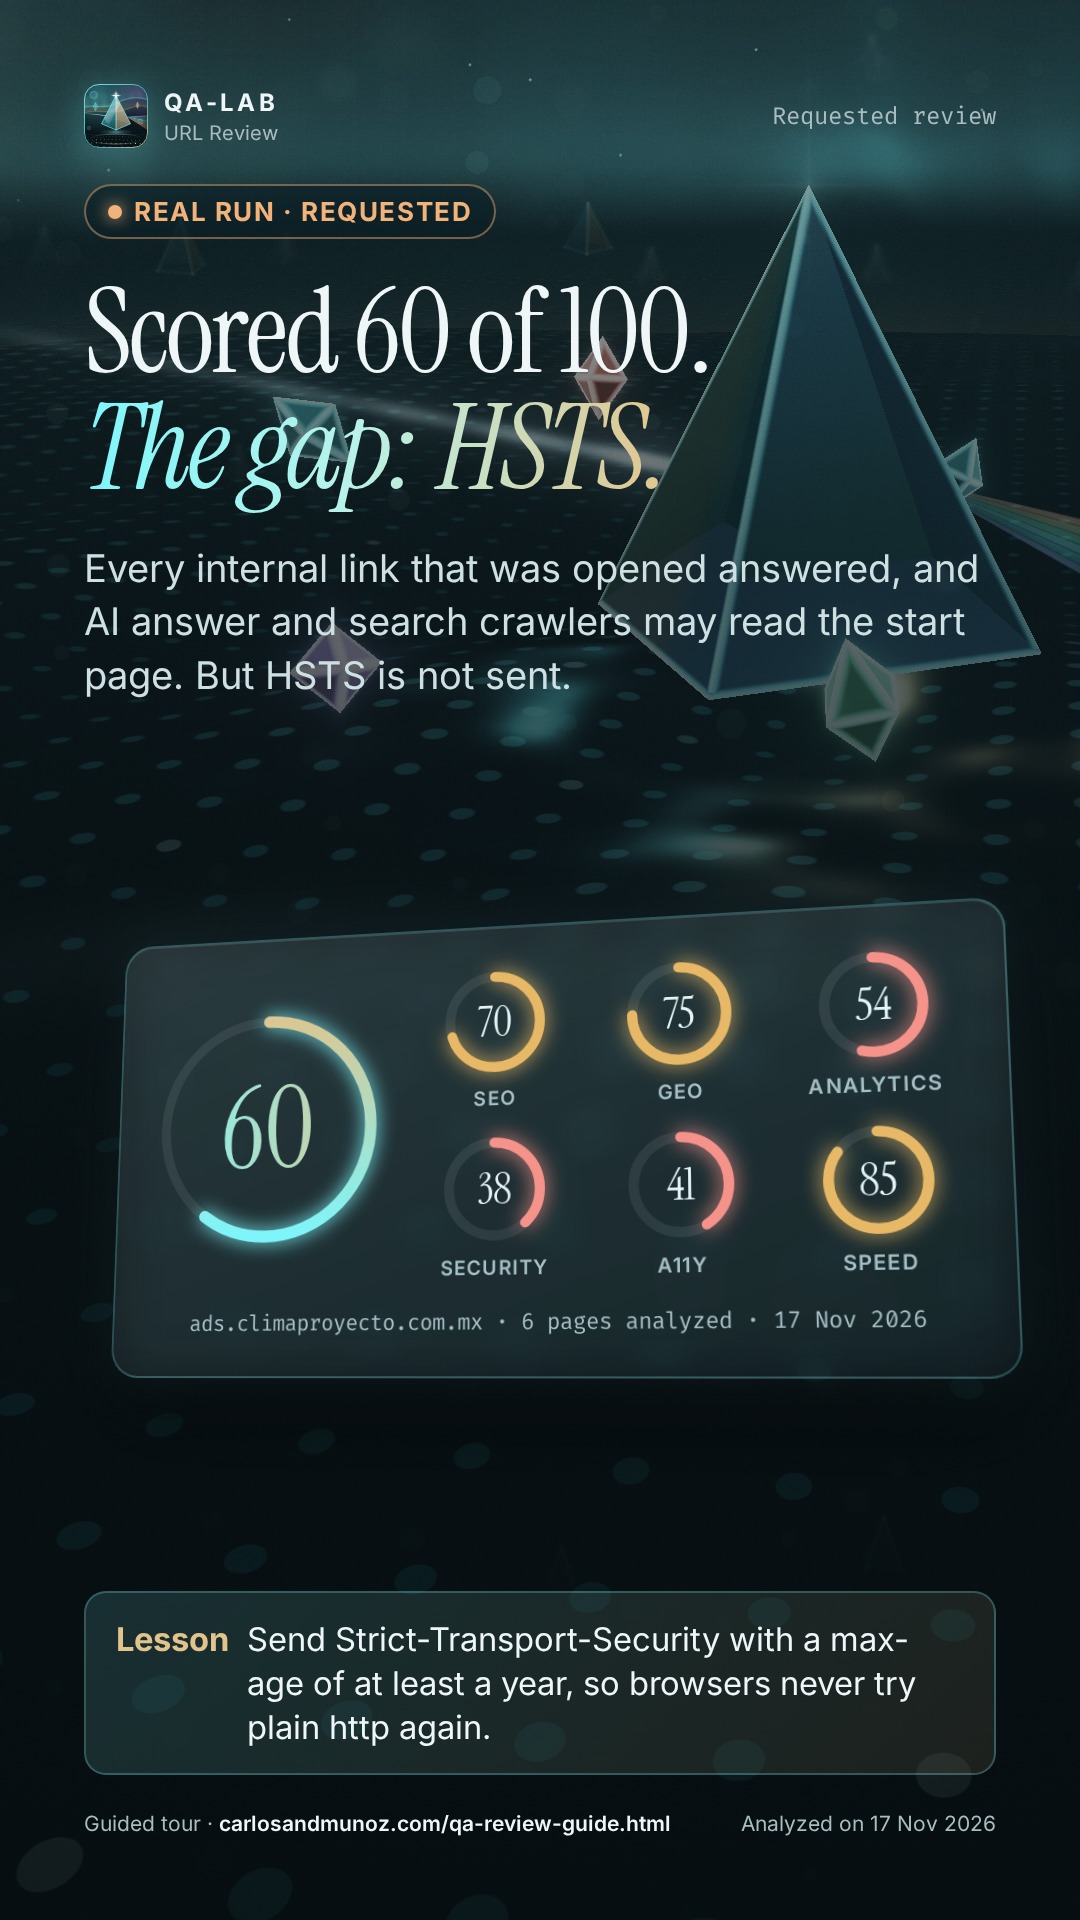 QA-LAB
URL Review
Requested review
REAL RUN · REQUESTED
Scored 60 of 100.
The gap: HSTS.
Every internal link that was opened answered, and
AI answer and search crawlers may read the start
page. But HSTS is not sent.
60
70
SEO
75
GEO
54
ANALYTICS
38
SECURITY
41
A11Y
85
SPEED
ads.climaproyecto.com.mx · 6 pages analyzed · 17 Nov 2026
Lesson Send Strict-Transport-Security with a max-
age of at least a year, so browsers never try
plain http again.
Guided tour · carlosandmunoz.com/qa-review-guide.html
Analyzed on 17 Nov 2026